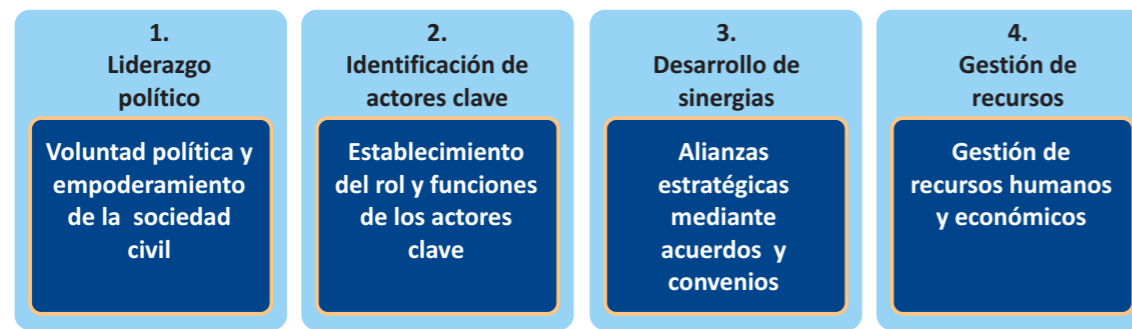 1.
Liderazgo
político
Voluntad política y
empoderamiento
de la sociedad
civil
2.
Identificación de
actores clave
Establecimiento
del rol y funciones
de los actores
clave
3.
Desarrollo de
sinergias
Alianzas
estratégicas
mediante
acuerdos y
convenios
4.
Gestión de
recursos
Gestión de
recursos humanos
y económicos